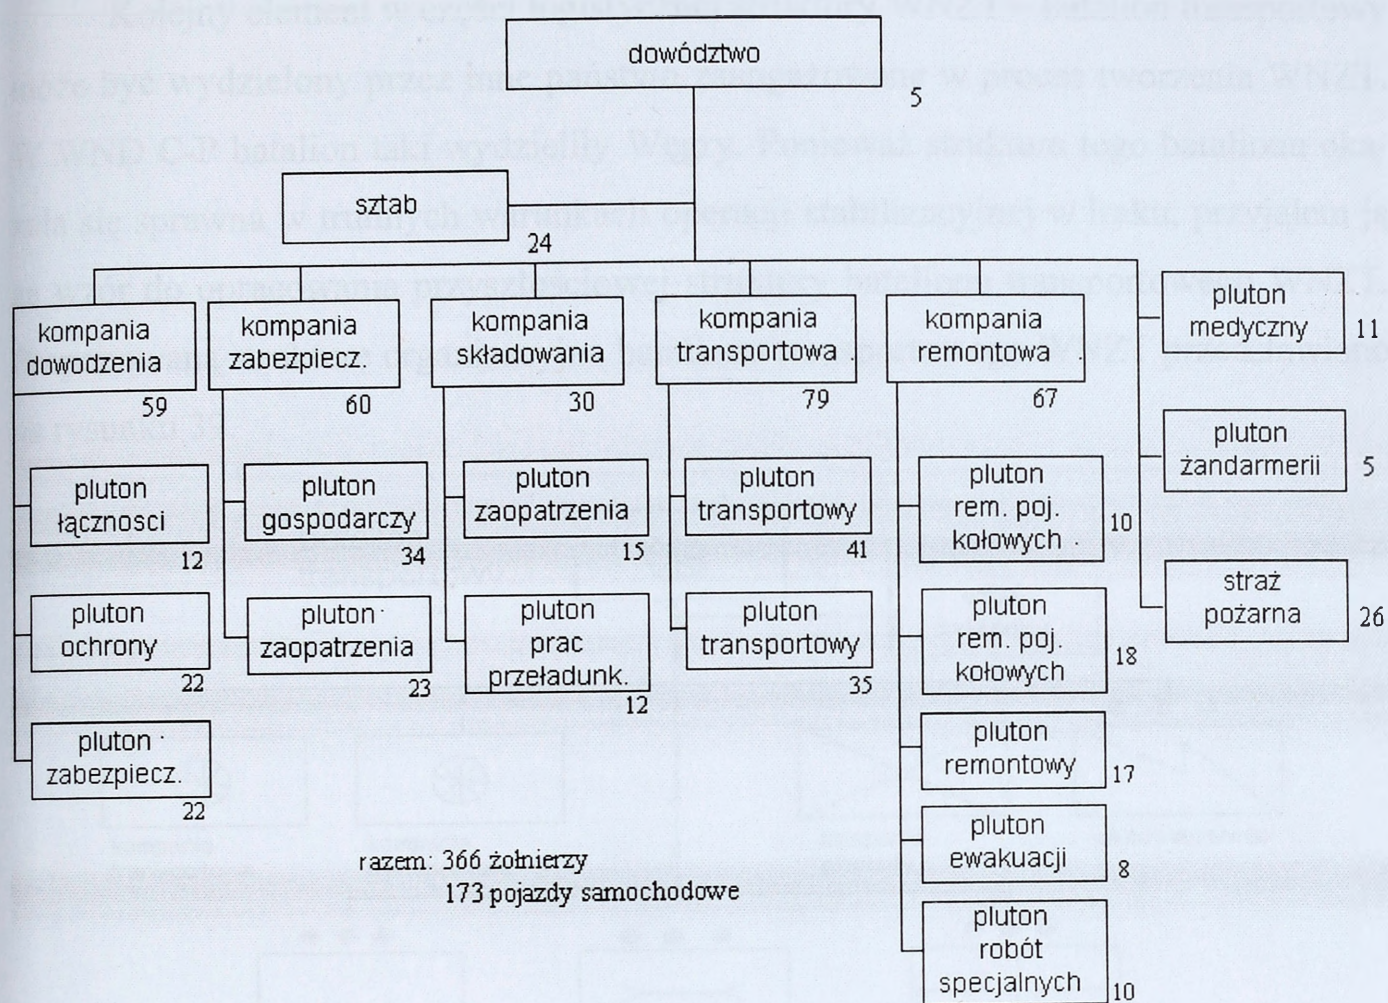 dowództwo
5
sztab
24
kompania
dowodzenia
59
kompania
zabezpiecz.
60
kompania
składowania
30
kompania
transportowa
79
kompania
remontowa
67
pluton
medyczny
11
pluton
żandarmerii
5
straż
pożarna
26
pluton
łącznosci
12
pluton
ochrony
22
pluton
zabezpiecz.
22
pluton
gospodarczy
34
pluton
zaopatrzenia
23
pluton
zaopatrzenia
15
pluton
prac
przeładunk.
12
pluton
transportowy
41
pluton
transportowy
35
pluton
rem. poj.
kołowych
10
pluton
rem. poj.
kołowych
18
pluton
remontowy
17
pluton
ewakuacji
8
pluton
robót
specjalnych
10
razem: 366 żołnierzy
173 pojazdy samochodowe